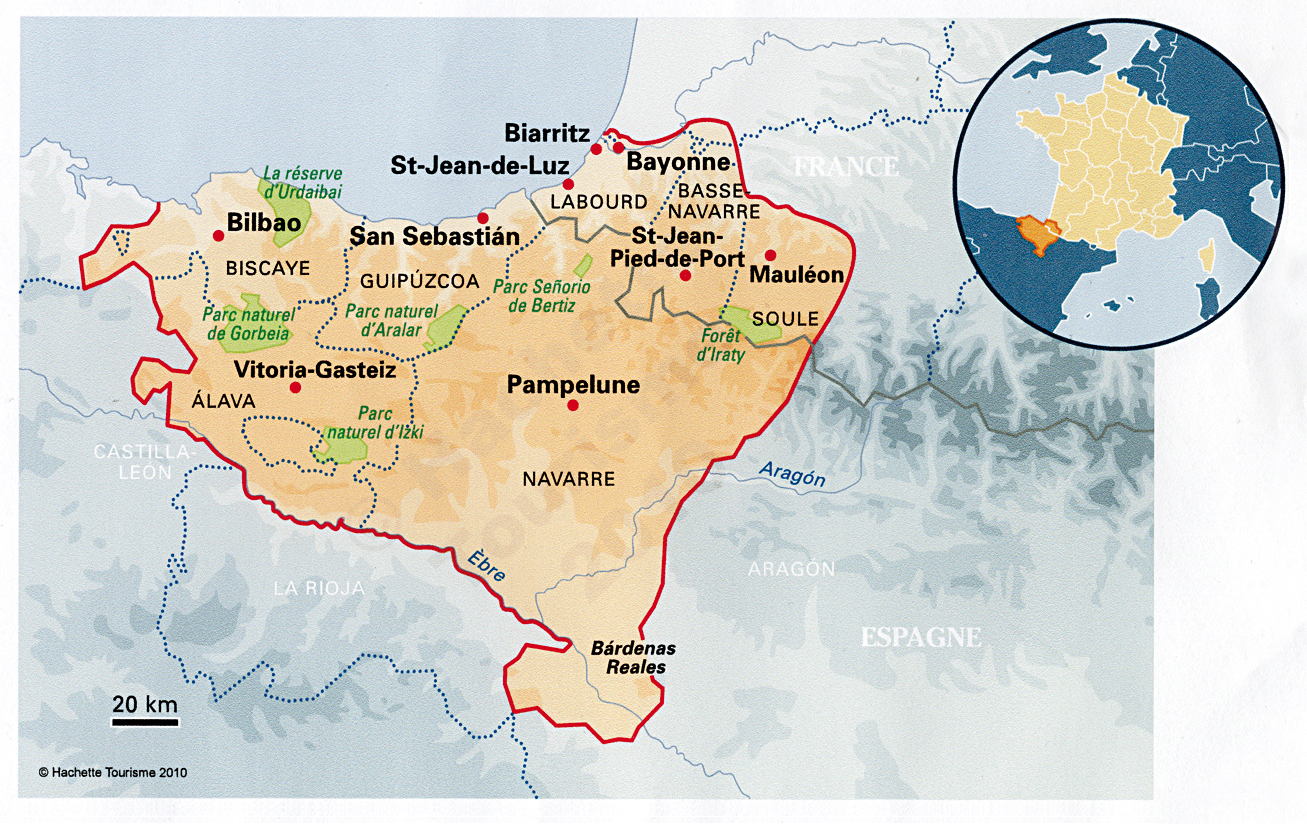 Biarritz
Bayonne
St-Jean-de-Luz
FRANCE
La réserve
d'Urdaibai
LABOURD
BASSE-
NAVARRE
Bilbao
San Sebastián
St-Jean-
Pied-de-Port
Mauléon
BISCAYE
GUIPÚZCOA
Parc Señorio
de Bertiz
Parc naturel
de Gorbeia
Parc naturel
d'Aralar
SOULE
Forêt
d'Iraty
Vitoria-Gasteiz
Pampelune
ÁLAVA
Parc
naturel d'Izki
CASTILLA-
LEÓN
NAVARRE
Aragón
Èbre
LA RIOJA
ARAGÓN
ESPAGNE
Bárdenas
Reales
20 km
© Hachette Tourisme 2010